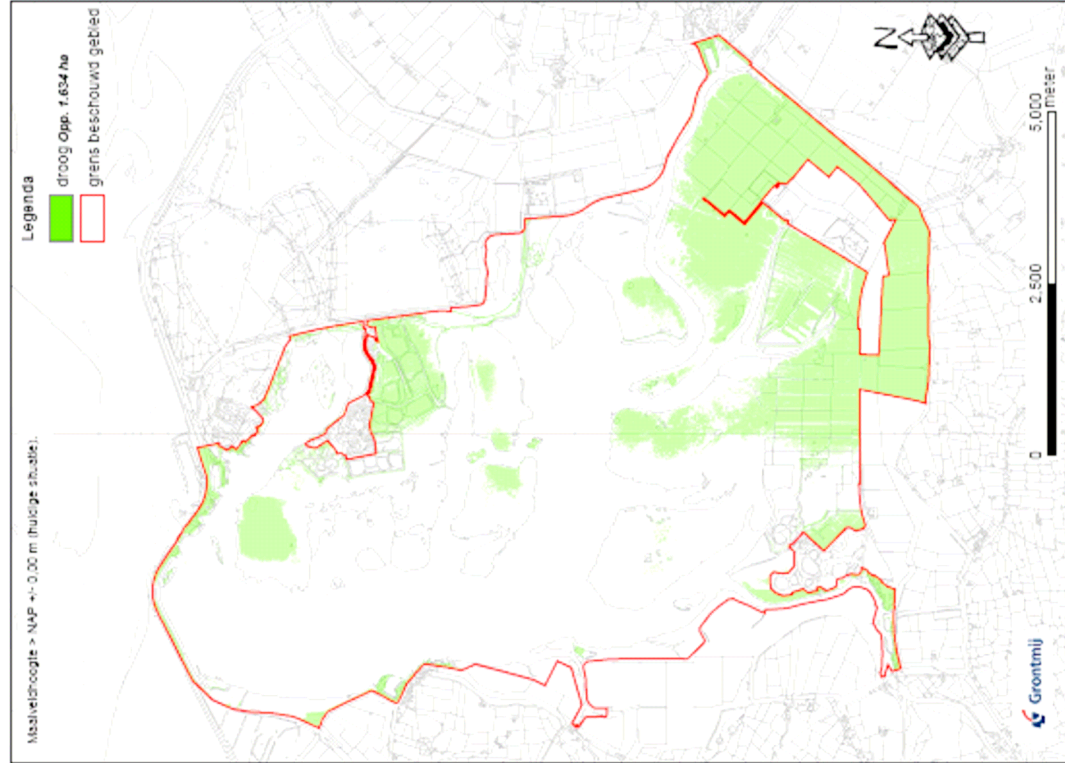 Maaiveldhoogte > NAP +/- 0,00 m (huidige situatie).
Legenda
droog Opp. 1.634 ha
grens beschouwd gebied
N
0
2.500
5.000
meter
Grontmij